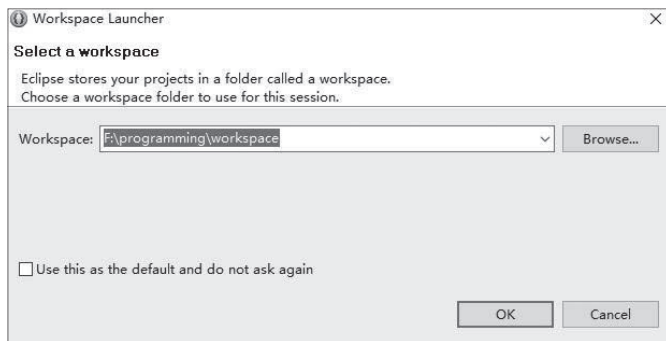 Workspace Launcher
Select a workspace
Eclipse stores your projects in a folder called a workspace.
Choose a workspace folder to use for this session.
Workspace: F:\programming\workspace Browse...
Use this as the default and do not ask again
OK Cancel